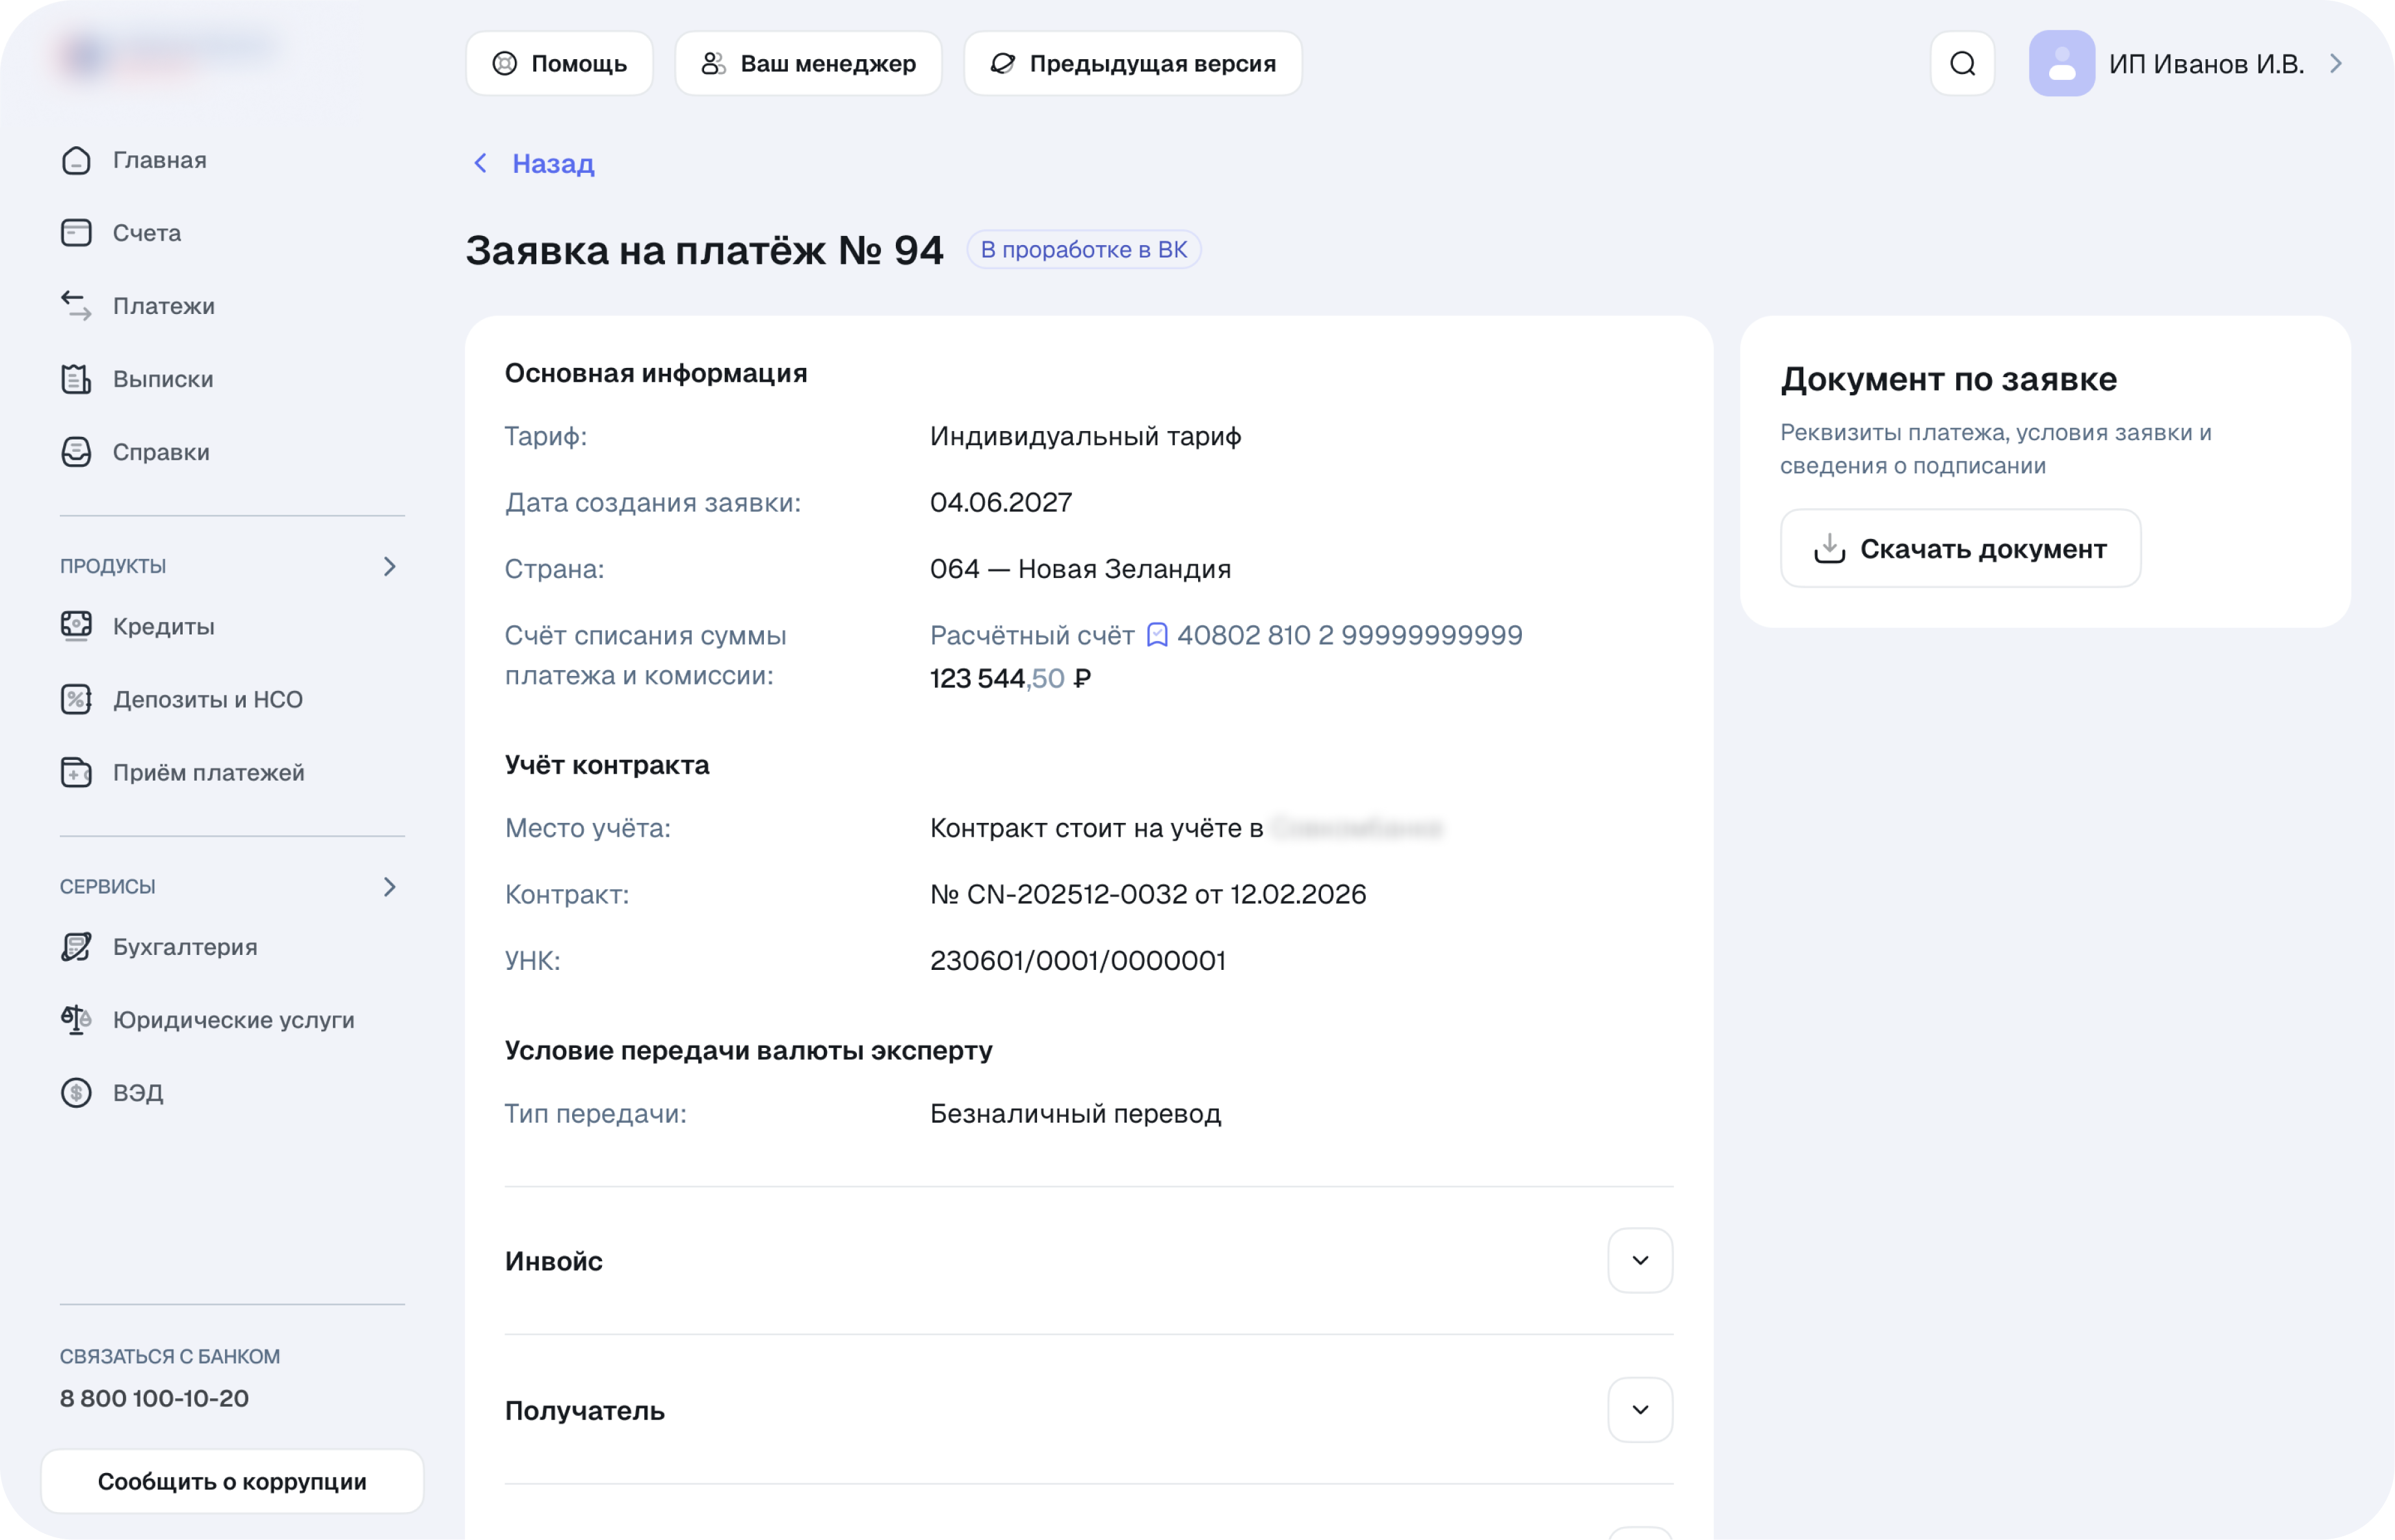 Помощь
Ваш менеджер
Предыдущая версия
ИП Иванов И.В.
Главная
Счета
Платежи
Выписки
Справки
ПРОДУКТЫ
Кредиты
Депозиты и НСО
Приём платежей
СЕРВИСЫ
Бухгалтерия
Юридические услуги
ВЭД
СВЯЗАТЬСЯ С БАНКОМ
8 800 100-10-20
Сообщить о коррупции
Назад
Заявка на платёж № 94
В проработке в ВК
Основная информация
Тариф:
Индивидуальный тариф
Дата создания заявки:
04.06.2027
Страна:
064 — Новая Зеландия
Счёт списания суммы
платежа и комиссии:
Расчётный счёт 40802 810 2 99999999999
123 544,50 ₽
Учёт контракта
Место учёта:
Контракт стоит на учёте в
Контракт:
№ CN-202512-0032 от 12.02.2026
УНК:
230601/0001/0000001
Условие передачи валюты эксперту
Тип передачи:
Безналичный перевод
Инвойс
Получатель
Документ по заявке
Реквизиты платежа, условия заявки и
сведения о подписании
Скачать документ